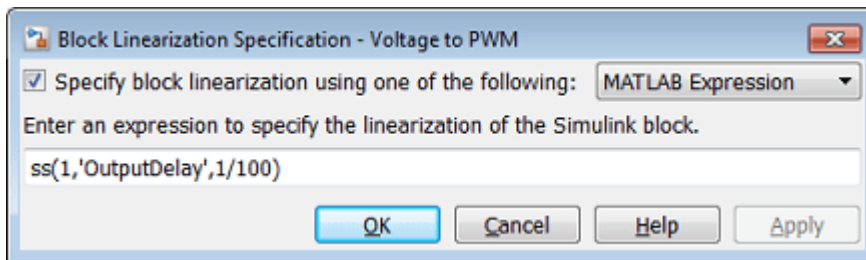 Block Linearization Specification - Voltage to PWM
Specify block linearization using one of the following: MATLAB Expression
Enter an expression to specify the linearization of the Simulink block.
ss(1,'OutputDelay',1/100)
OK Cancel Help Apply